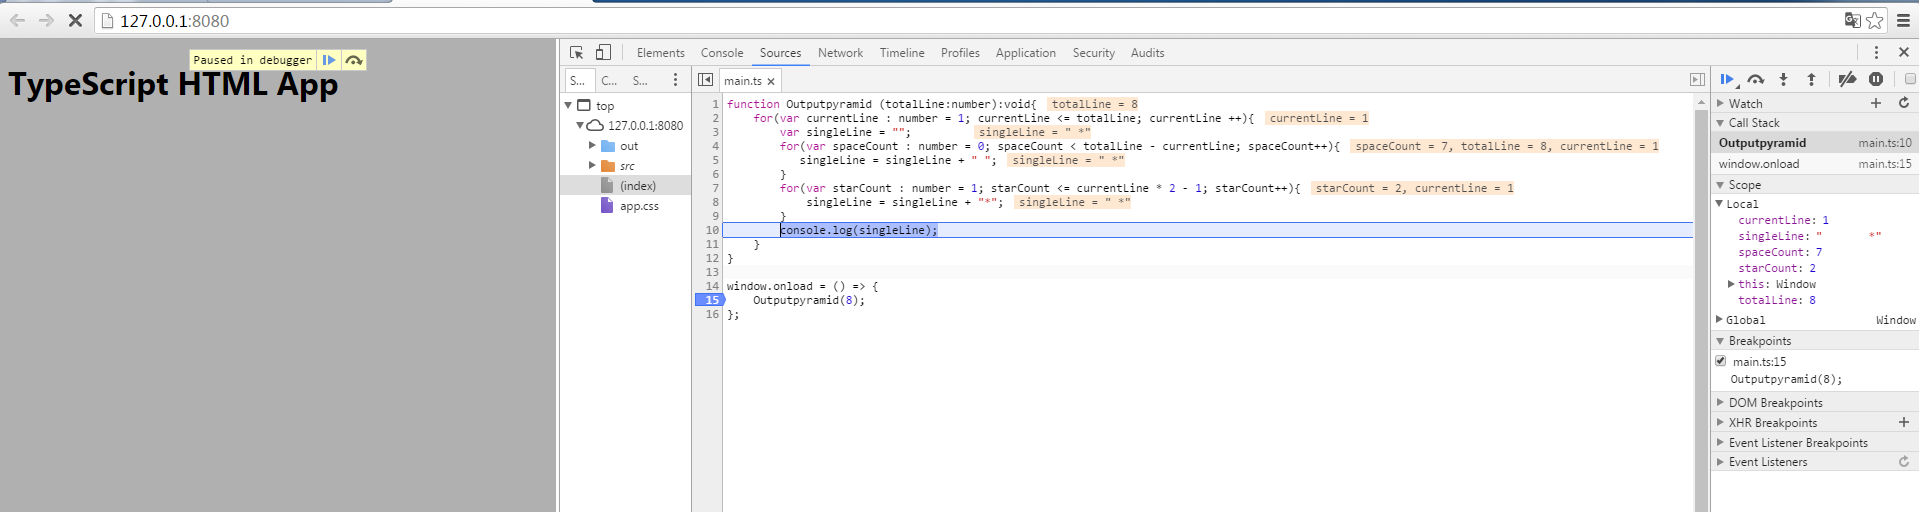 127.0.0.1:8080
Paused in debugger
TypeScript HTML App
Elements Console Sources Network Timeline Profiles Application Security Audits
S... C... S...
main.ts ×
top
127.0.0.1:8080
out
src
(index)
app.css
1 function Outputpyramid (totalLine:number):void{ totalLine = 8
2 for(var currentLine : number = 1; currentLine <= totalLine; currentLine ++){ currentLine = 1
3 var singleLine = ""; singleLine = " *"
4 for(var spaceCount : number = 0; spaceCount < totalLine - currentLine; spaceCount++){ spaceCount = 7, totalLine = 8, currentLine = 1
5 singleLine = singleLine + " "; singleLine = " *"
6 }
7 for(var starCount : number = 1; starCount <= currentLine * 2 - 1; starCount++){ starCount = 2, currentLine = 1
8 singleLine = singleLine + "*"; singleLine = " *"
9 }
10 console.log(singleLine);
11 }
12 }
13
14 window.onload = () => {
15 Outputpyramid(8);
16 };
Watch
Call Stack
Outputpyramid main.ts:10
window.onload main.ts:15
Scope
Local
currentLine: 1
singleLine: "       *"
spaceCount: 7
starCount: 2
this: Window
totalLine: 8
Global Window
Breakpoints
main.ts:15
Outputpyramid(8);
DOM Breakpoints
XHR Breakpoints
Event Listener Breakpoints
Event Listeners